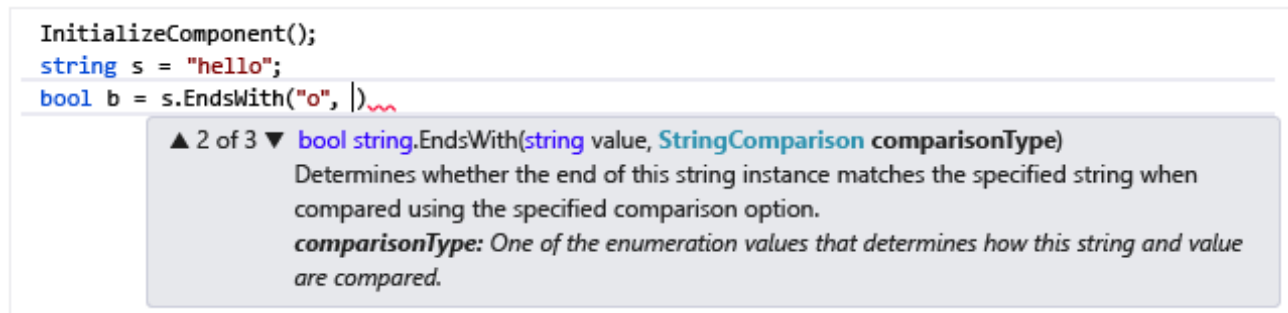 InitializeComponent();
string s = "hello";
bool b = s.EndsWith("o", )
▲ 2 of 3 ▼ bool string.EndsWith(string value, StringComparison comparisonType)
Determines whether the end of this string instance matches the specified string when
compared using the specified comparison option.
comparisonType: One of the enumeration values that determines how this string and value
are compared.